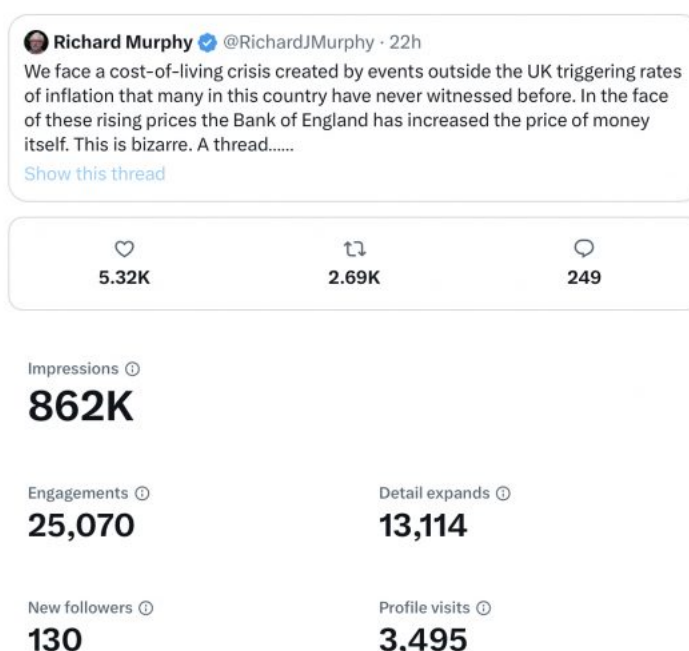 Richard Murphy @RichardJMurphy · 22h
We face a cost-of-living crisis created by events outside the UK triggering rates
of inflation that many in this country have never witnessed before. In the face
of these rising prices the Bank of England has increased the price of money
itself. This is bizarre. A thread......
Show this thread
5.32K 2.69K 249
Impressions
862K
Engagements Detail expands
25,070 13,114
New followers Profile visits
130 3,495